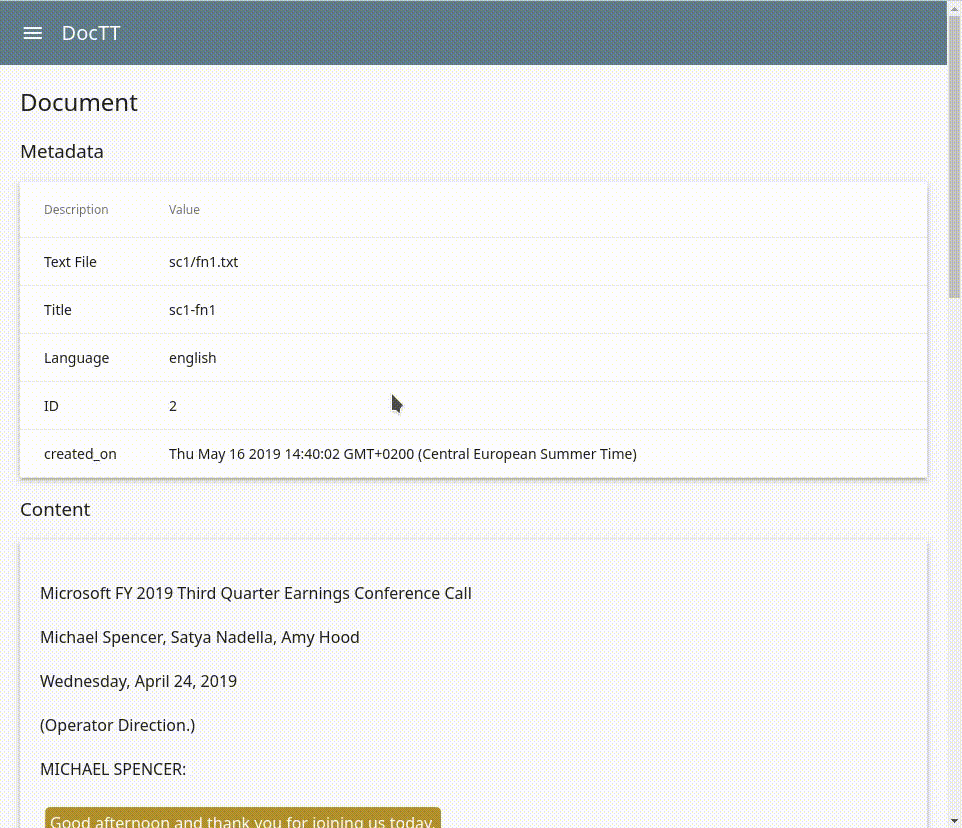 DocTT
Document
Metadata
Description Value
Text File sc1/fn1.txt
Title sc1-fn1
Language english
ID 2
created_on Thu May 16 2019 14:40:02 GMT+0200 (Central European Summer Time)
Content
Microsoft FY 2019 Third Quarter Earnings Conference Call
Michael Spencer, Satya Nadella, Amy Hood
Wednesday, April 24, 2019
(Operator Direction.)
MICHAEL SPENCER:
Good afternoon and thank you for joining us today.